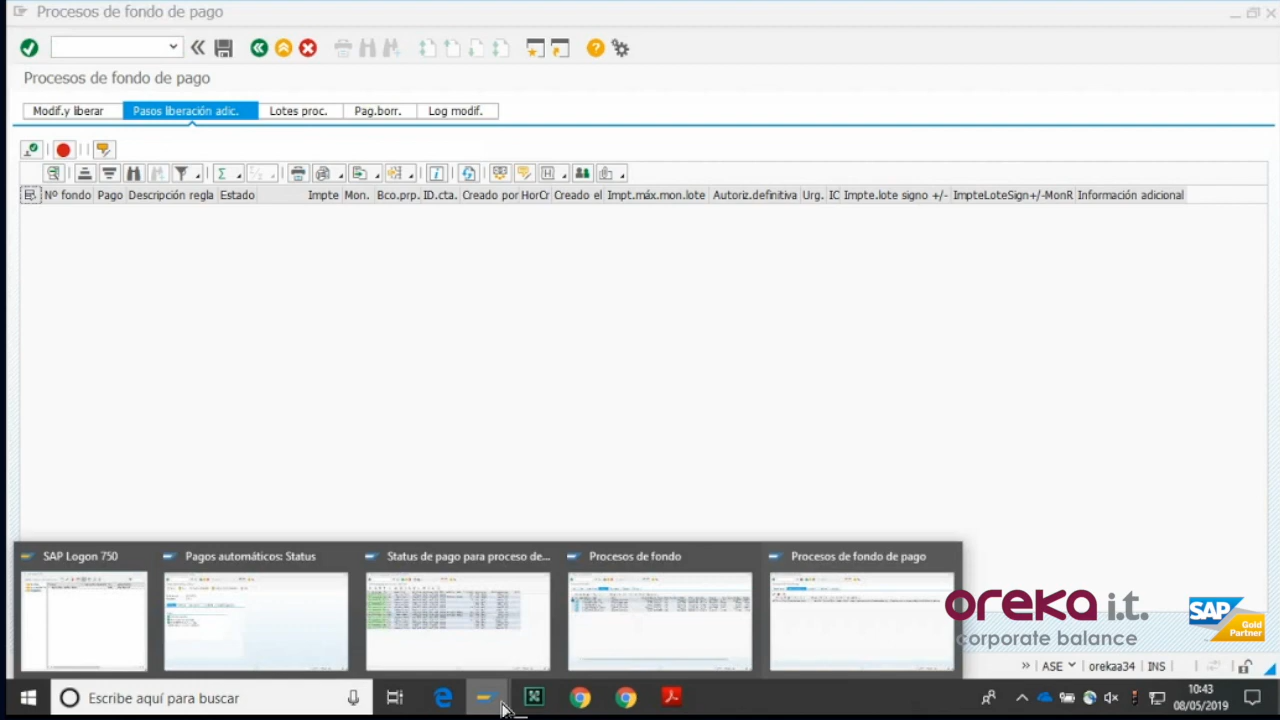 Procesos de fondo de pago
Procesos de fondo de pago
Modif.y liberar Pasos liberación adic. Lotes proc. Pag.borr. Log modif.
Nº fondo Pago Descripción regla Estado Impte Mon. Bco.prp. ID.cta. Creado por HorCr Creado el Impt.máx.mon.lote Autoriz.definitiva Urg. IC Impte.lote signo +/- ImpteLoteSign+/-MonR Información adicional
SAP Logon 750 Pagos automáticos: Status Status de pago para proceso de... Procesos de fondo Procesos de fondo de pago
oreka i.t.
corporate balance
SAP
Gold
Partner
ASE orekaa34 INS
Escribe aquí para buscar
10:43
08/05/2019